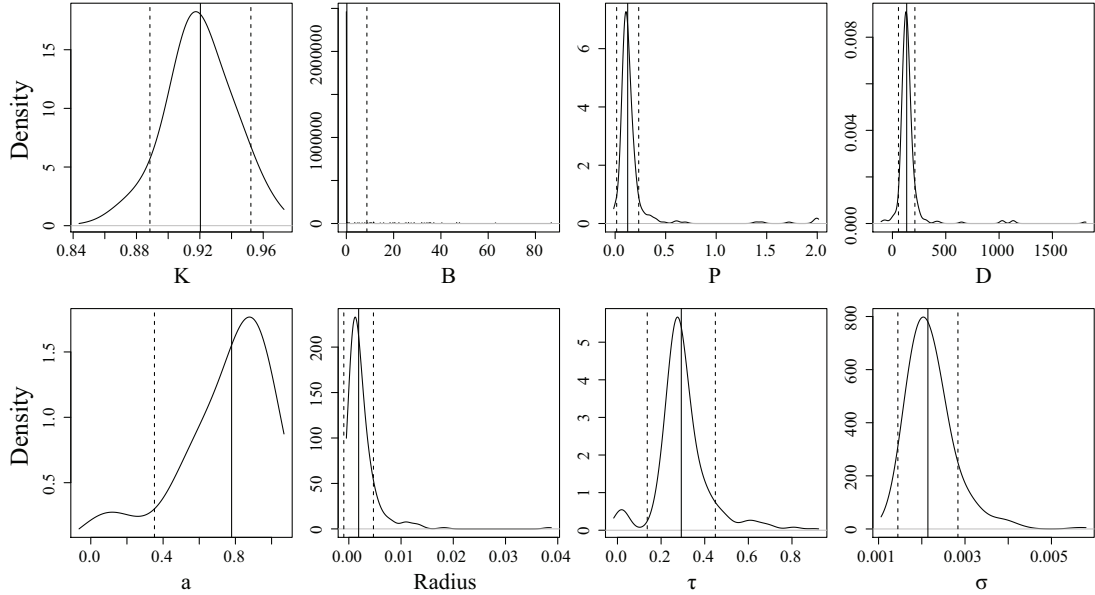 Density
0 5 10 15
0.84 0.88 0.92 0.96
K
0 1000000 2000000
0 20 40 60 80
B
0 2 4 6
0.0 0.5 1.0 1.5 2.0
P
0.000 0.004 0.008
0 500 1000 1500
D
Density
0.5 1.0 1.5
0.0 0.4 0.8
a
0 50 100 150 200
0.00 0.01 0.02 0.03 0.04
Radius
0 1 2 3 4 5
0.0 0.2 0.4 0.6 0.8
τ
0 200 400 600 800
0.001 0.003 0.005
σ